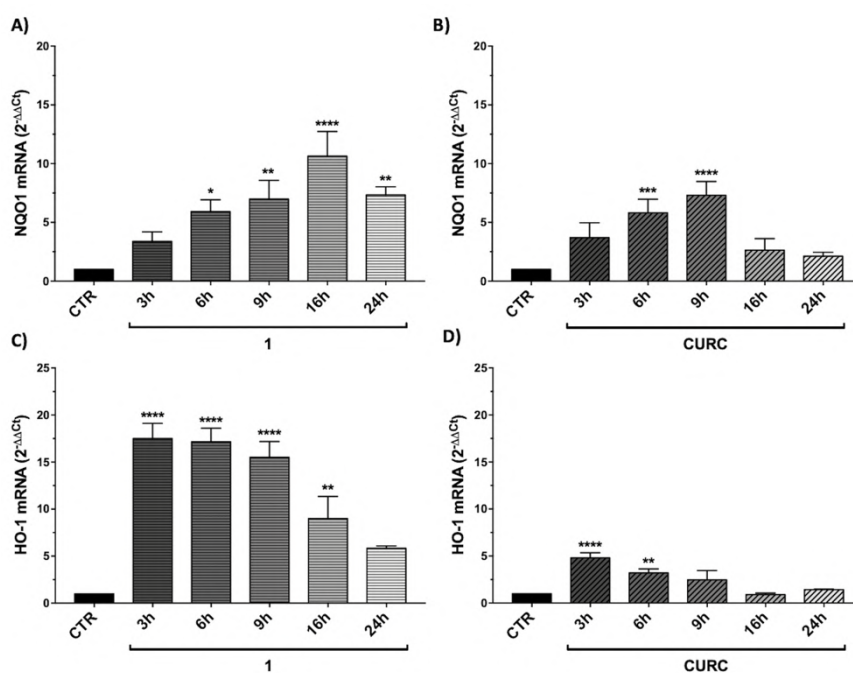 A)
NQO1 mRNA (2-ΔΔCt)
20
15
10
5
0
*
**
****
**
CTR
3h
6h
9h
16h
24h
1
B)
NQO1 mRNA (2-ΔΔCt)
20
15
10
5
0
***
****
CTR
3h
6h
9h
16h
24h
CURC
C)
HO-1 mRNA (2-ΔΔCt)
25
20
15
10
5
0
****
****
****
**
CTR
3h
6h
9h
16h
24h
1
D)
HO-1 mRNA (2-ΔΔCt)
25
20
15
10
5
0
****
**
CTR
3h
6h
9h
16h
24h
CURC